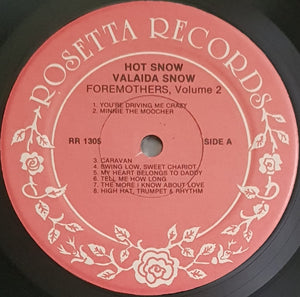 ROSETTA RECORDS
HOT SNOW
VALAIDA SNOW
FOREMOTHERS, Volume 2
1. YOU'RE DRIVING ME CRAZY
2. MINNIE THE MOOCHER
RR 1305 SIDE A
3. CARAVAN
4. SWING LOW, SWEET CHARIOT
5. MY HEART BELONGS TO DADDY
6. TELL ME HOW LONG
7. THE MORE I KNOW ABOUT LOVE
8. HIGH HAT, TRUMPET & RHYTHM